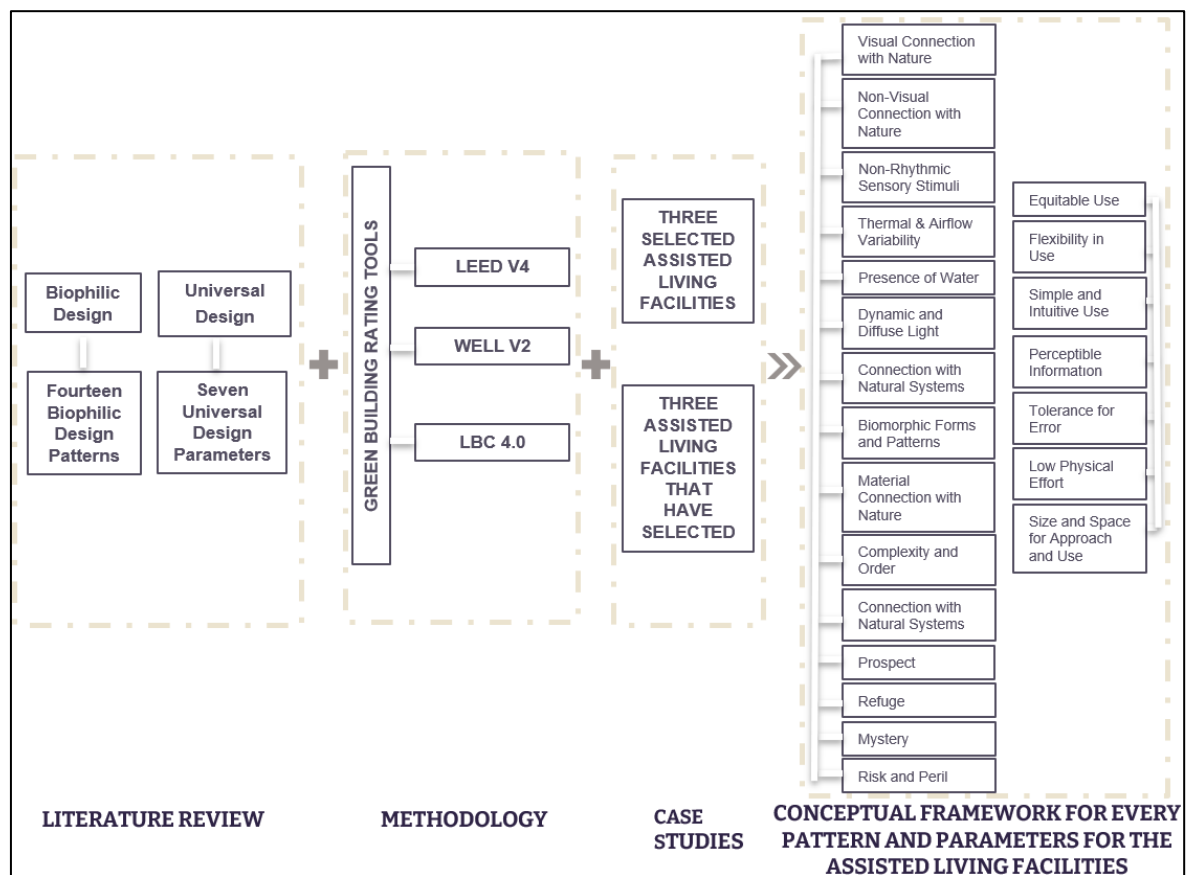 Biophilic
Design
Universal
Design
Fourteen
Biophilic
Design
Patterns
Seven
Universal
Design
Parameters
LITERATURE REVIEW
GREEN BUILDING RATING TOOLS
LEED V4
WELL V2
LBC 4.0
METHODOLOGY
THREE
SELECTED
ASSISTED
LIVING
FACILITIES
THREE
ASSISTED
LIVING
FACILITIES
THAT
HAVE
SELECTED
CASE
STUDIES
Visual Connection
with Nature
Non-Visual
Connection with
Nature
Non-Rhythmic
Sensory Stimuli
Thermal & Airflow
Variability
Presence of Water
Dynamic and
Diffuse Light
Connection with
Natural Systems
Biomorphic Forms
and Patterns
Material
Connection with
Nature
Complexity and
Order
Connection with
Natural Systems
Prospect
Refuge
Mystery
Risk and Peril
Equitable Use
Flexibility in
Use
Simple and
Intuitive Use
Perceptible
Information
Tolerance for
Error
Low Physical
Effort
Size and Space
for Approach
and Use
CONCEPTUAL FRAMEWORK FOR EVERY
PATTERN AND PARAMETERS FOR THE
ASSISTED LIVING FACILITIES